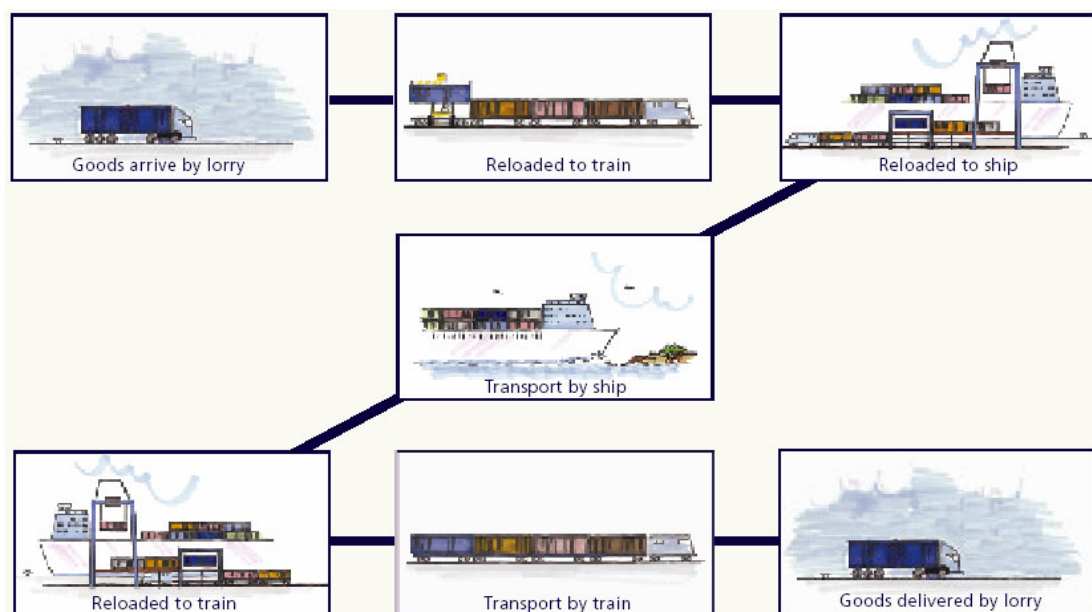 Goods arrive by lorry
Reloaded to train
Reloaded to ship
Transport by ship
Reloaded to train
Transport by train
Goods delivered by lorry